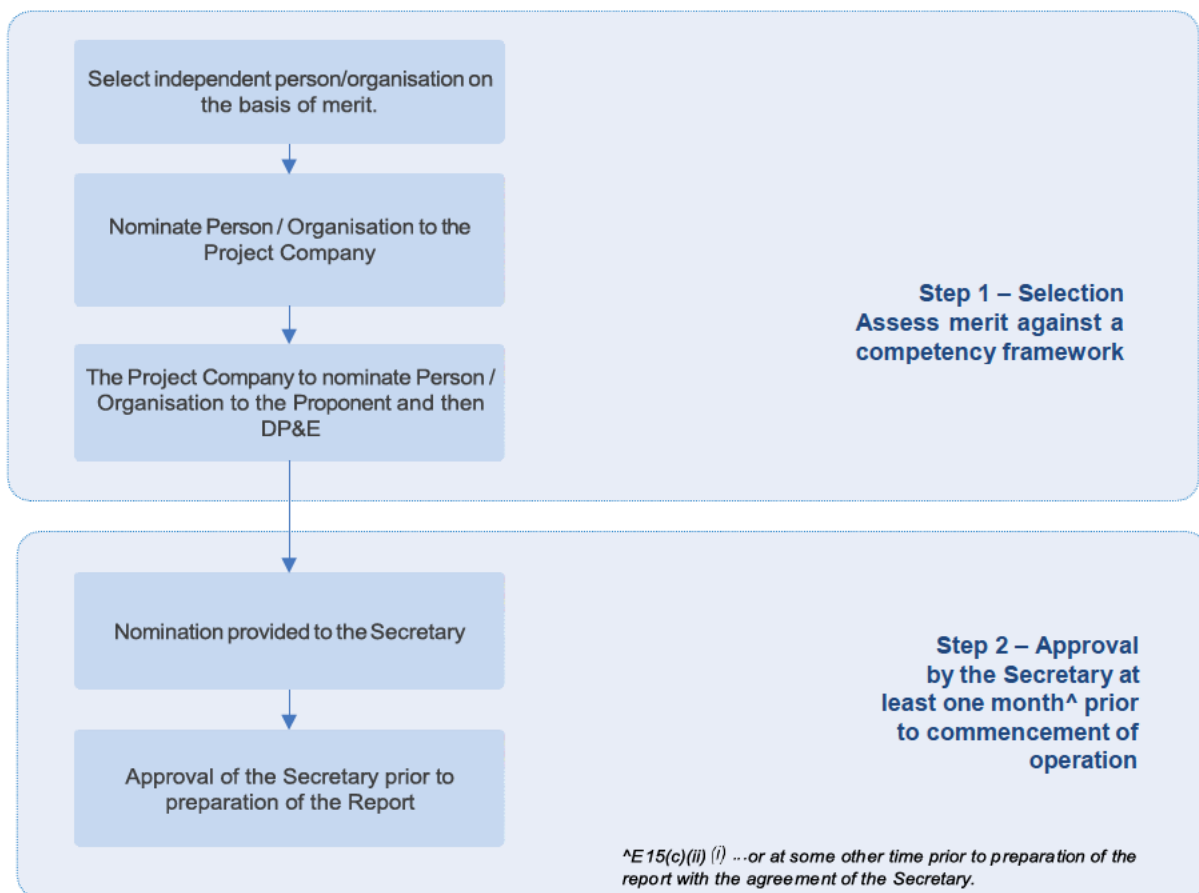 Select independent person/organisation on
the basis of merit.
Nominate Person / Organisation to the
Project Company
The Project Company to nominate Person /
Organisation to the Proponent and then
DP&E
Step 1 – Selection
Assess merit against a
competency framework
Nomination provided to the Secretary
Approval of the Secretary prior to
preparation of the Report
Step 2 – Approval
by the Secretary at
least one month^ prior
to commencement of
operation
^E15(c)(ii) (i) ...or at some other time prior to preparation of the
report with the agreement of the Secretary.